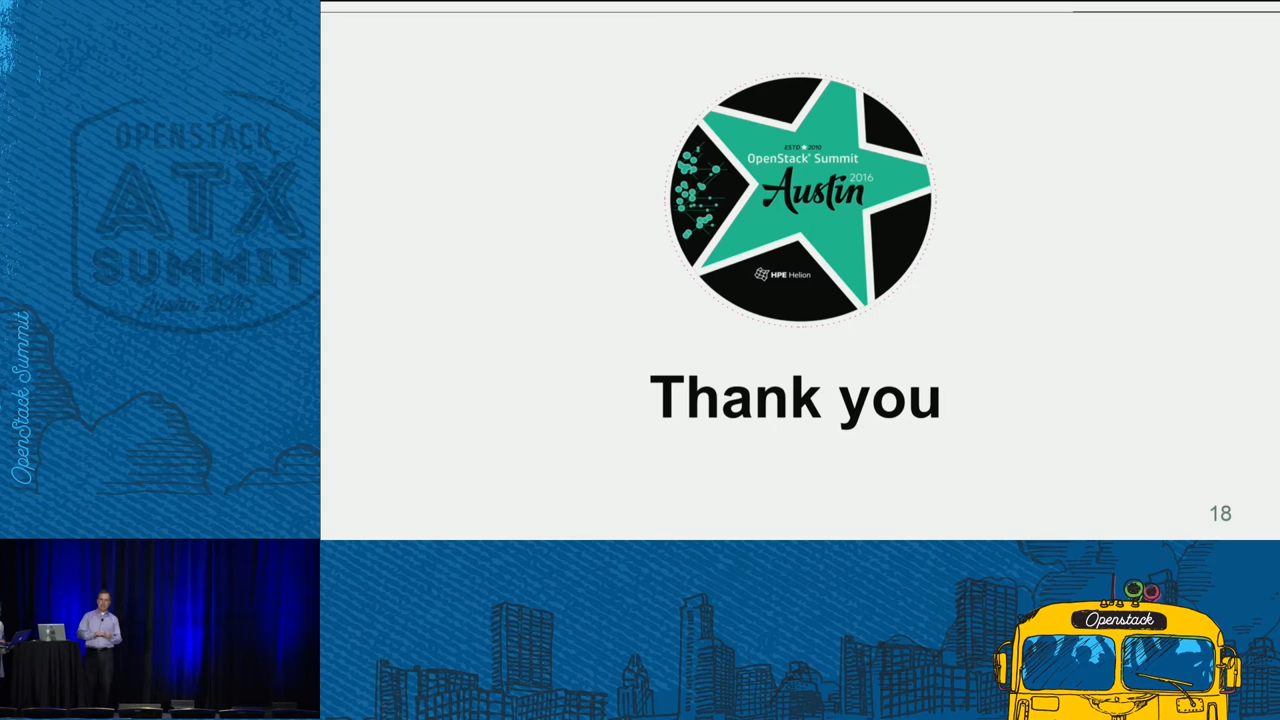 OPENSTACK
ATX
SUMMIT
OpenStack Summit
ESTD 2010
OpenStack® Summit
2016
Austin
HPE Helion
Thank you
18
Openstack